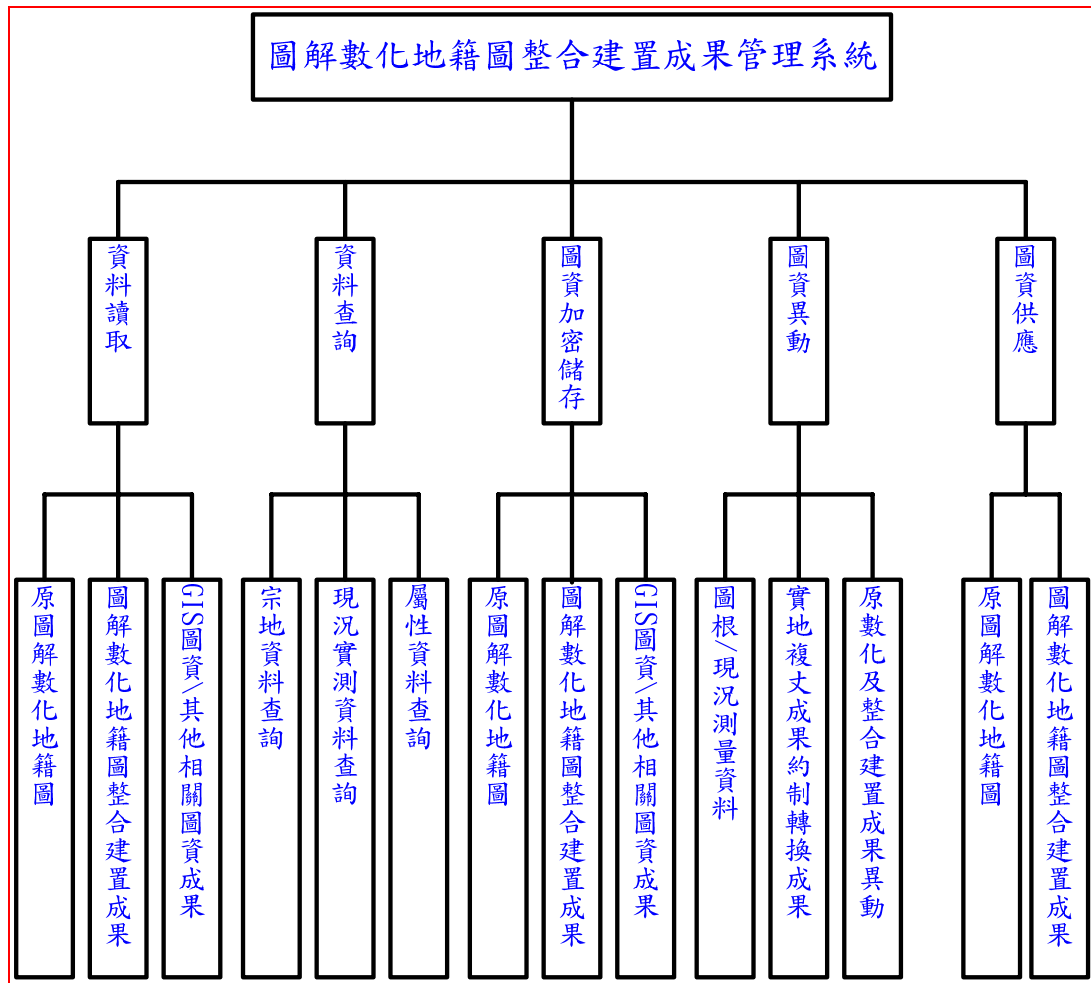 圖解數化地籍圖整合建置成果管理系統
資料讀取
資料查詢
圖資加密儲存
圖資異動
圖資供應
原圖解數化地籍圖
圖解數化地籍圖整合建置成果
GIS圖資\其他相關圖資成果
宗地資料查詢
現況實測資料查詢
屬性資料查詢
原圖解數化地籍圖
圖解數化地籍圖整合建置成果
GIS圖資\其他相關圖資成果
圖根/現況測量資料
實地複丈成果約制轉換成果
原數化及整合建置成果異動
原圖解數化地籍圖
圖解數化地籍圖整合建置成果